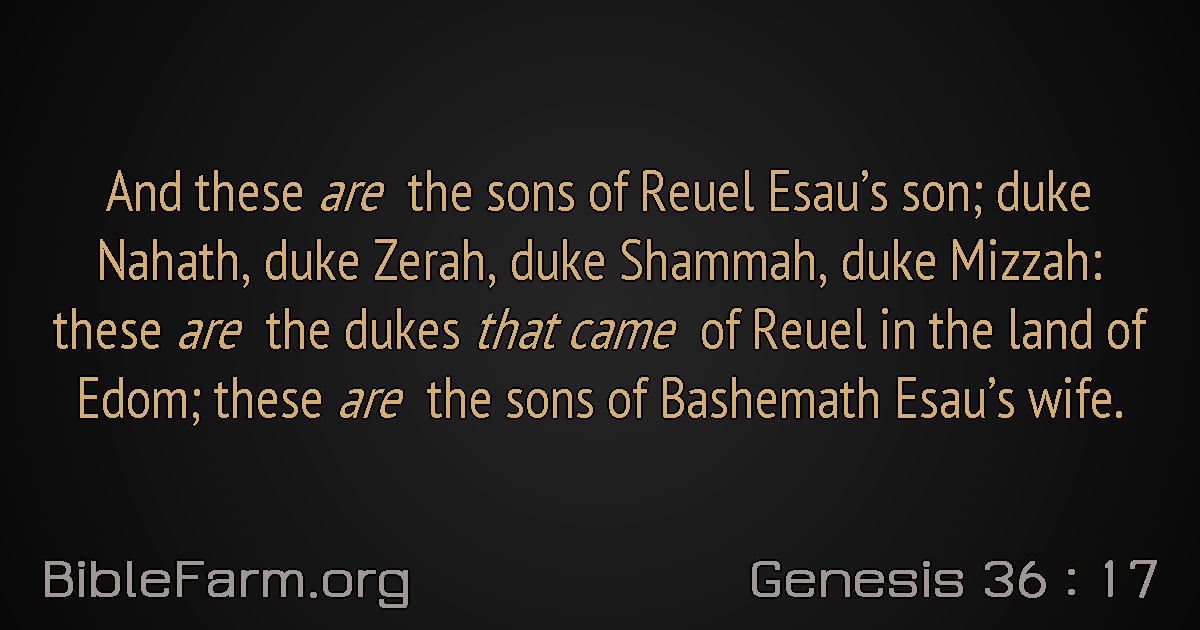 And these are the sons of Reuel Esau’s son; duke
Nahath, duke Zerah, duke Shammah, duke Mizzah:
these are the dukes that came of Reuel in the land of
Edom; these are the sons of Bashemath Esau’s wife.
BibleFarm.org
Genesis 36 : 17